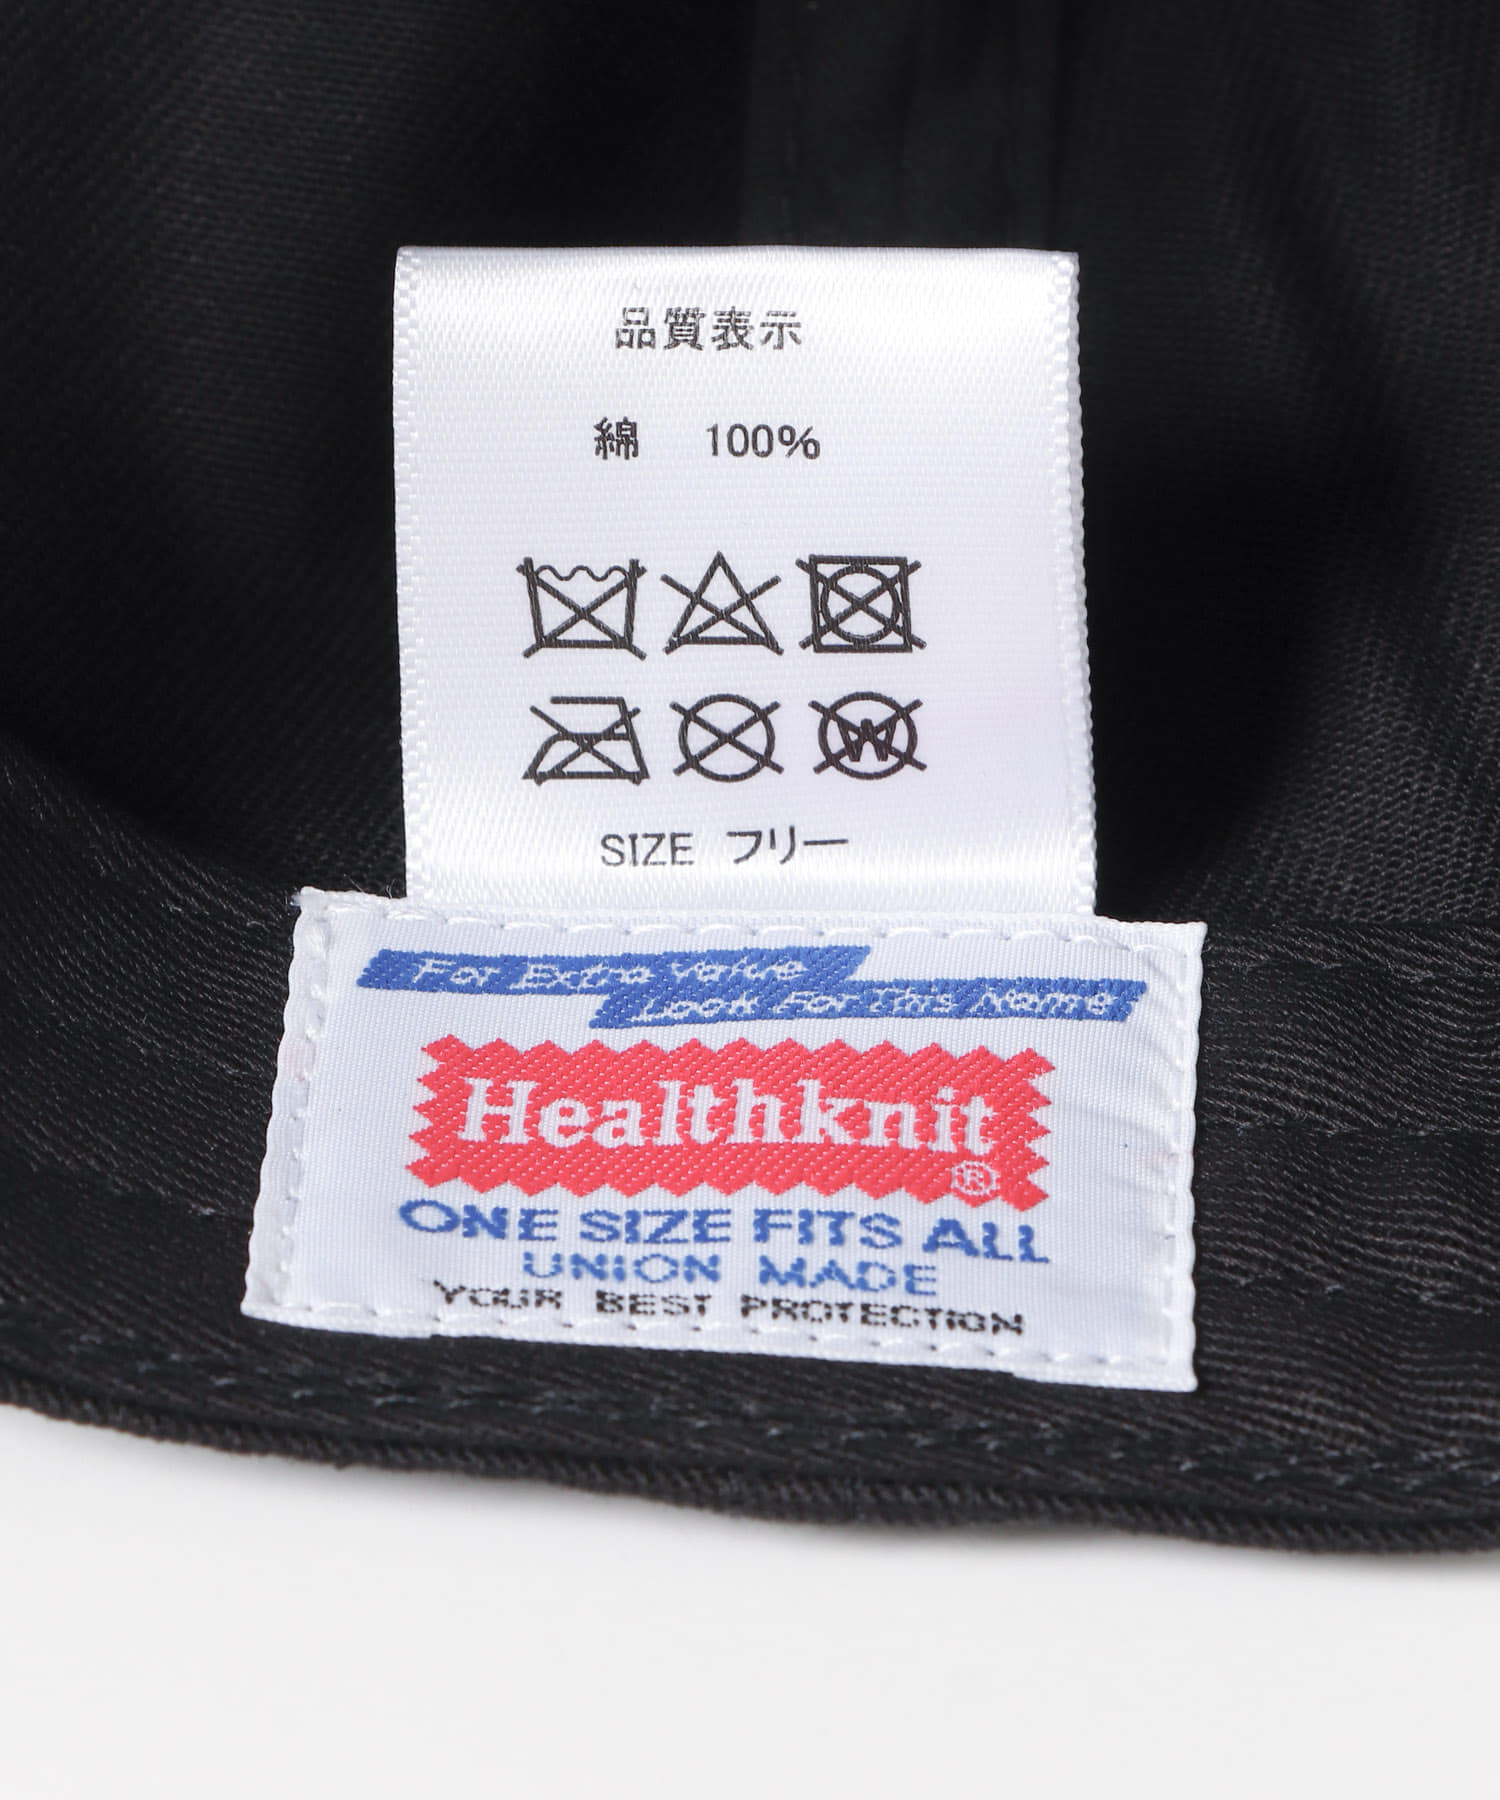 品質表示
綿 100%
W
SIZE フリー
For Extra Value
Look For This Name
Healthknit
®
ONE SIZE FITS ALL
UNION MADE
YOUR BEST PROTECTION